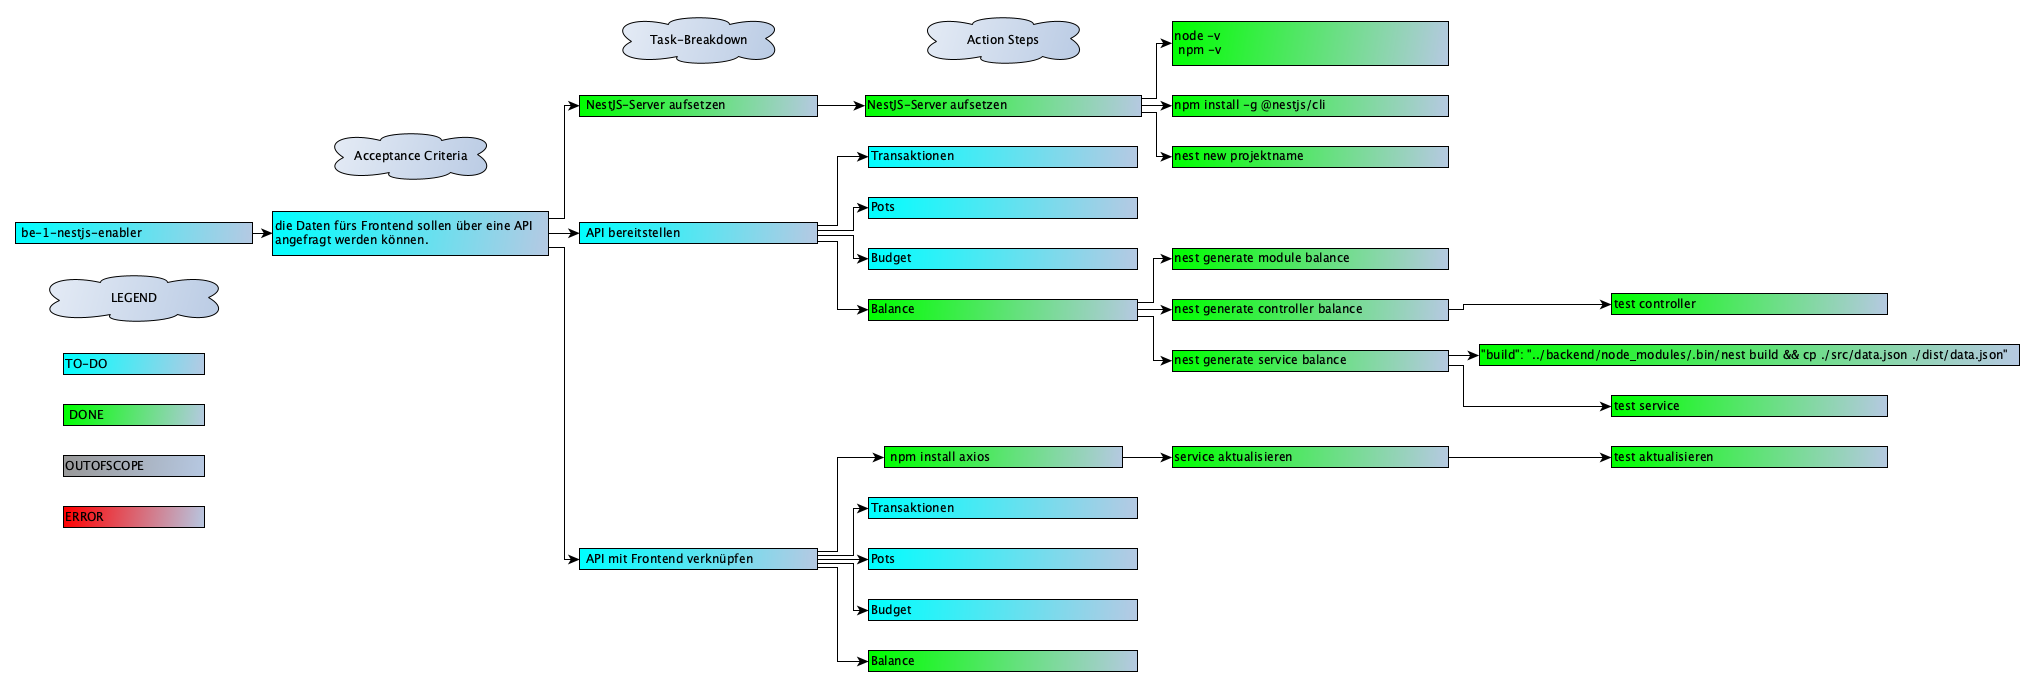 Task-Breakdown
Action Steps
node -v
npm -v
NestJS-Server aufsetzen
NestJS-Server aufsetzen
npm install -g @nestjs/cli
Acceptance Criteria
Transaktionen
nest new projektname
Pots
be-1-nestjs-enabler
die Daten fürs Frontend sollen über eine API
angefragt werden können.
API bereitstellen
Budget
nest generate module balance
LEGEND
Balance
nest generate controller balance
test controller
TO-DO
nest generate service balance
"build": "../backend/node_modules/.bin/nest build && cp ./src/data.json ./dist/data.json"
DONE
test service
OUTOFSCOPE
npm install axios
service aktualisieren
test aktualisieren
ERROR
Transaktionen
API mit Frontend verknüpfen
Pots
Budget
Balance